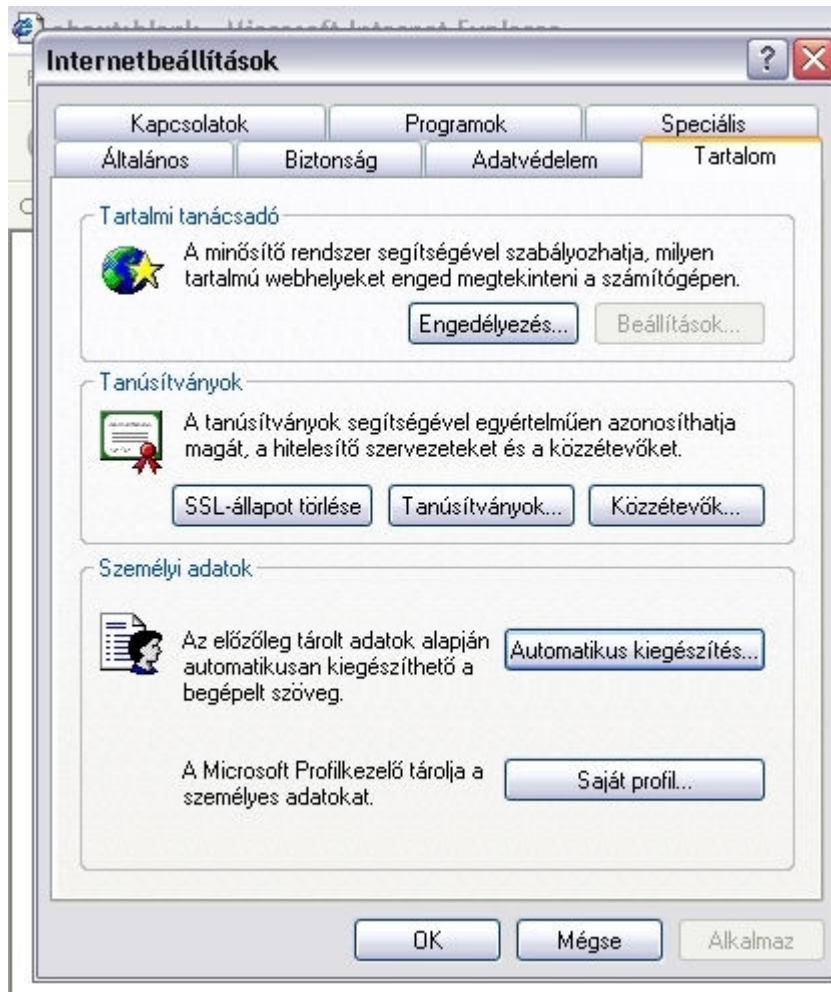 Internetbeállítások
Kapcsolatok Programok Speciális
Általános Biztonság Adatvédelem Tartalom
Tartalmi tanácsadó
A minősítő rendszer segítségével szabályozhatja, milyen
tartalmú webhelyeket enged megtekinteni a számítógépen.
Engedélyezés... Beállítások...
Tanúsítványok
A tanúsítványok segítségével egyértelműen azonosíthatja
magát, a hitelesítő szervezeteket és a közzétevőket.
SSL-állapot törlése Tanúsítványok... Közzétevők...
Személyi adatok
Az előzőleg tárolt adatok alapján
automatikusan kiegészíthető a
begépelt szöveg.
Automatikus kiegészítés...
A Microsoft Profilkezelő tárolja a
személyes adatokat.
Saját profil...
OK Mégse Alkalmaz